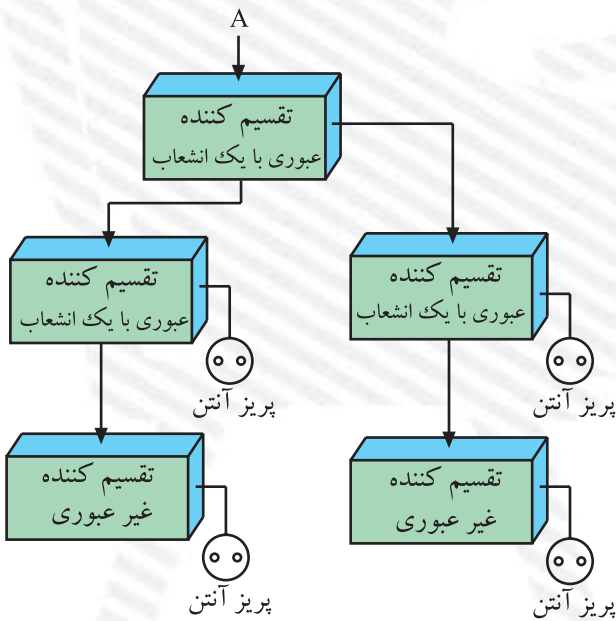 A
تقسیم کننده
عبوری با یک انشعاب
تقسیم کننده
عبوری با یک انشعاب
پریز آنتن
تقسیم کننده
عبوری با یک انشعاب
پریز آنتن
تقسیم کننده
غیر عبوری
پریز آنتن
تقسیم کننده
غیر عبوری
پریز آنتن